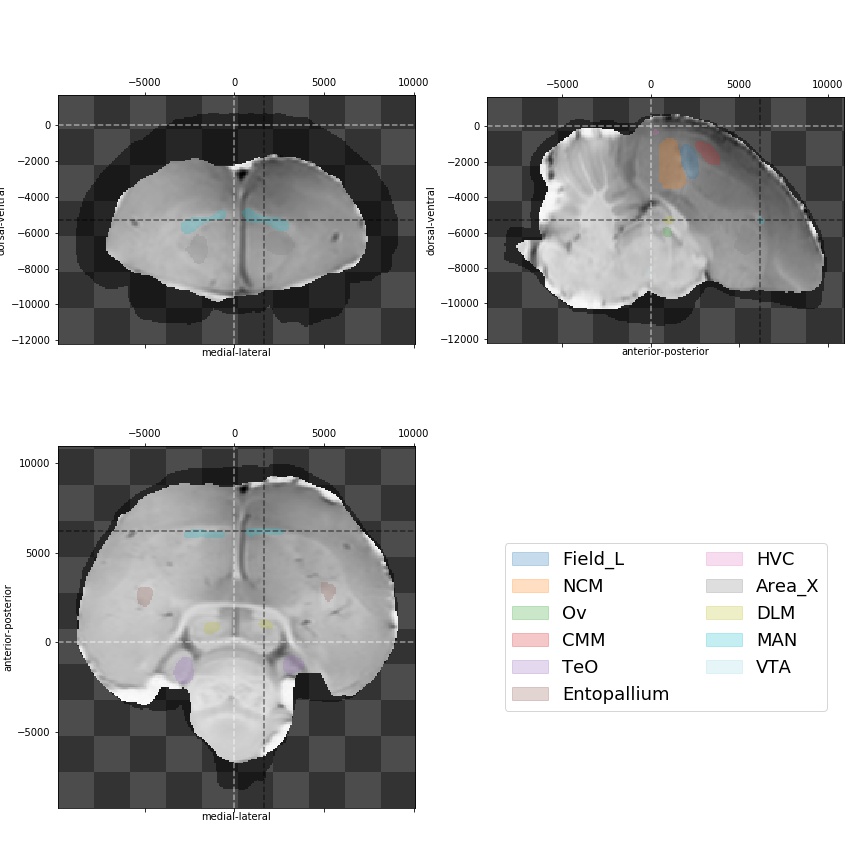 −5000 0 5000 10000
−5000 0 5000 10000
0
−2000
−4000
−6000
−8000
−10000
−12000
dorsal-ventral
medial-lateral
0
−2000
−4000
−6000
−8000
−10000
−12000
dorsal-ventral
anterior-posterior
−5000 0 5000 10000
10000
5000
0
−5000
anterior-posterior
medial-lateral
Field_L HVC
NCM Area_X
Ov DLM
CMM MAN
TeO VTA
Entopallium